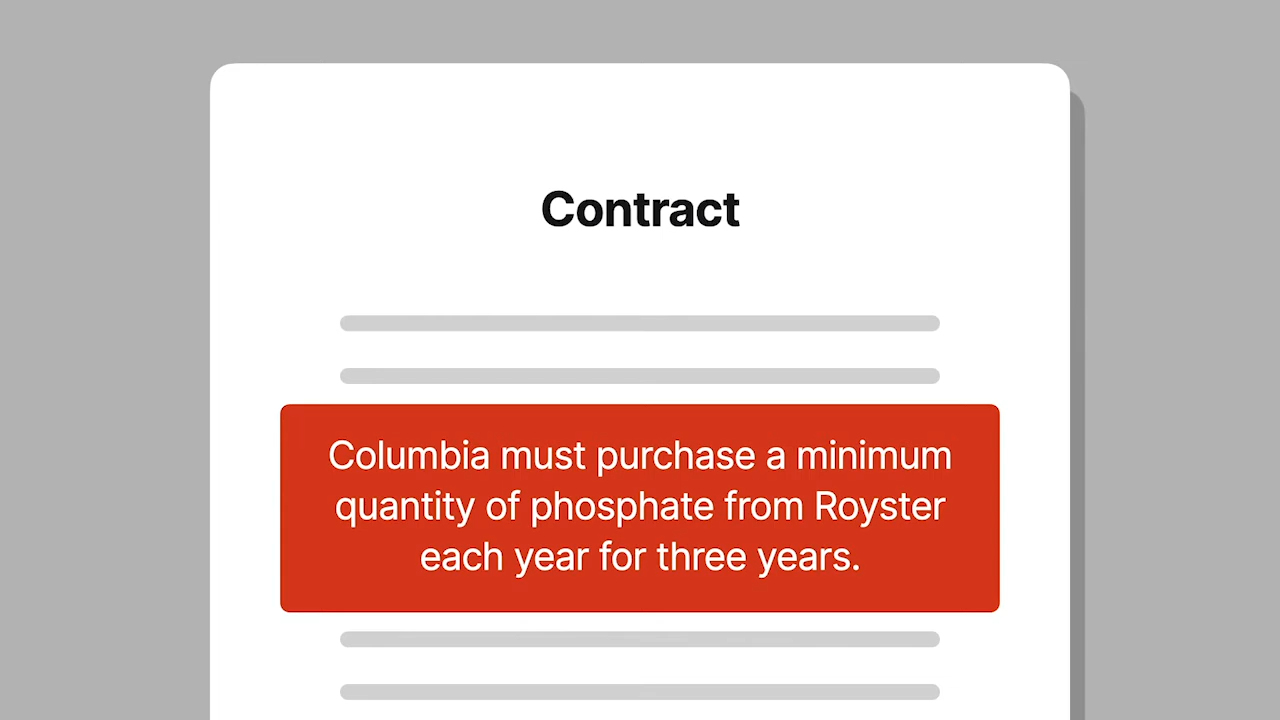 Contract
Columbia must purchase a minimum
quantity of phosphate from Royster
each year for three years.